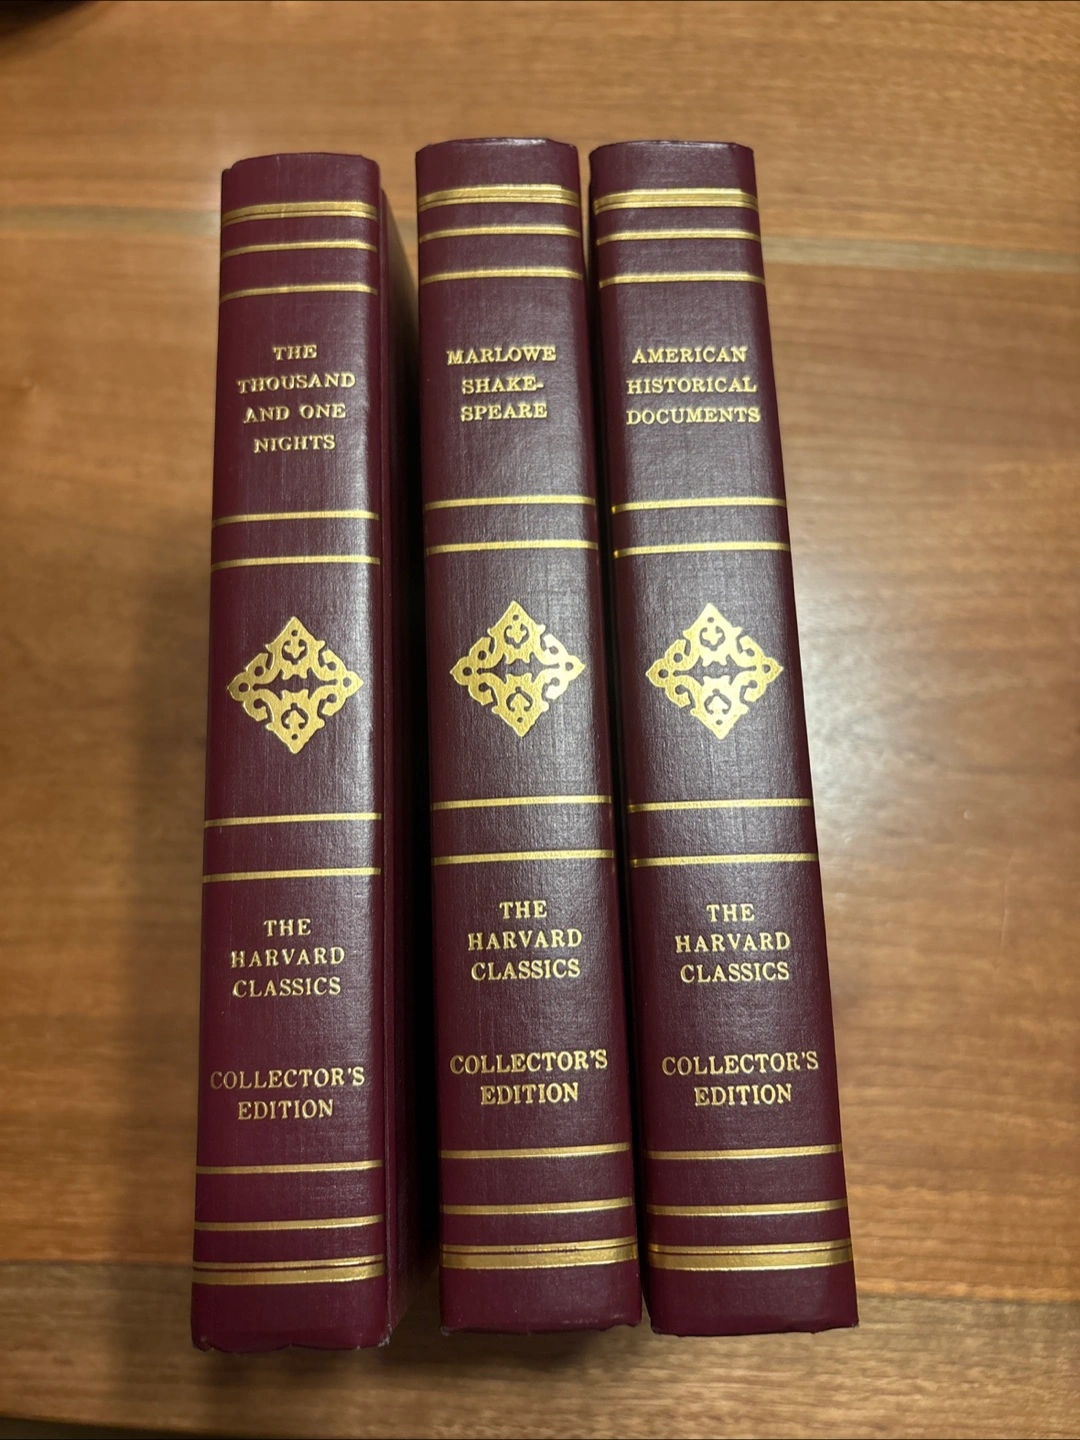 THE
THOUSAND
AND ONE
NIGHTS
THE
HARVARD
CLASSICS
COLLECTOR'S
EDITION
MARLOWE
SHAKE-
SPEARE
THE
HARVARD
CLASSICS
COLLECTOR'S
EDITION
AMERICAN
HISTORICAL
DOCUMENTS
THE
HARVARD
CLASSICS
COLLECTOR'S
EDITION